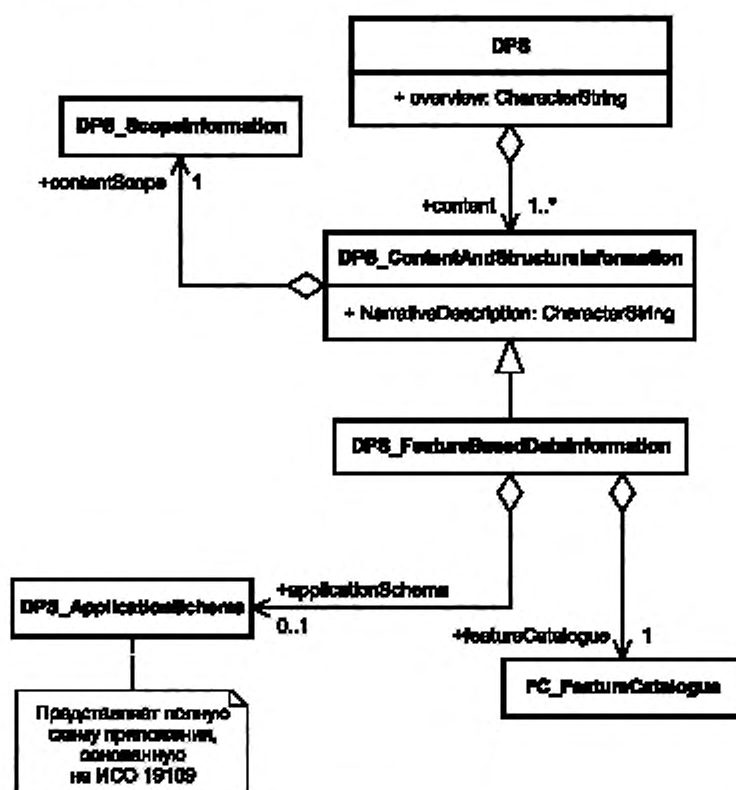 DPS
+ overview: CharacterString
DPS_ScopeInformation
+contentScope
1
+content
1..*
DPS_ContentAndStructureInformation
+ NarrativeDescription: CharacterString
DPS_FeatureBasedDataInformation
+applicationSchema
DPS_ApplicationSchema
0..1
+featureCatalogue
1
FC_FeatureCatalogue
Представляет полную
схему приложения,
основанную
на ИСО 19109